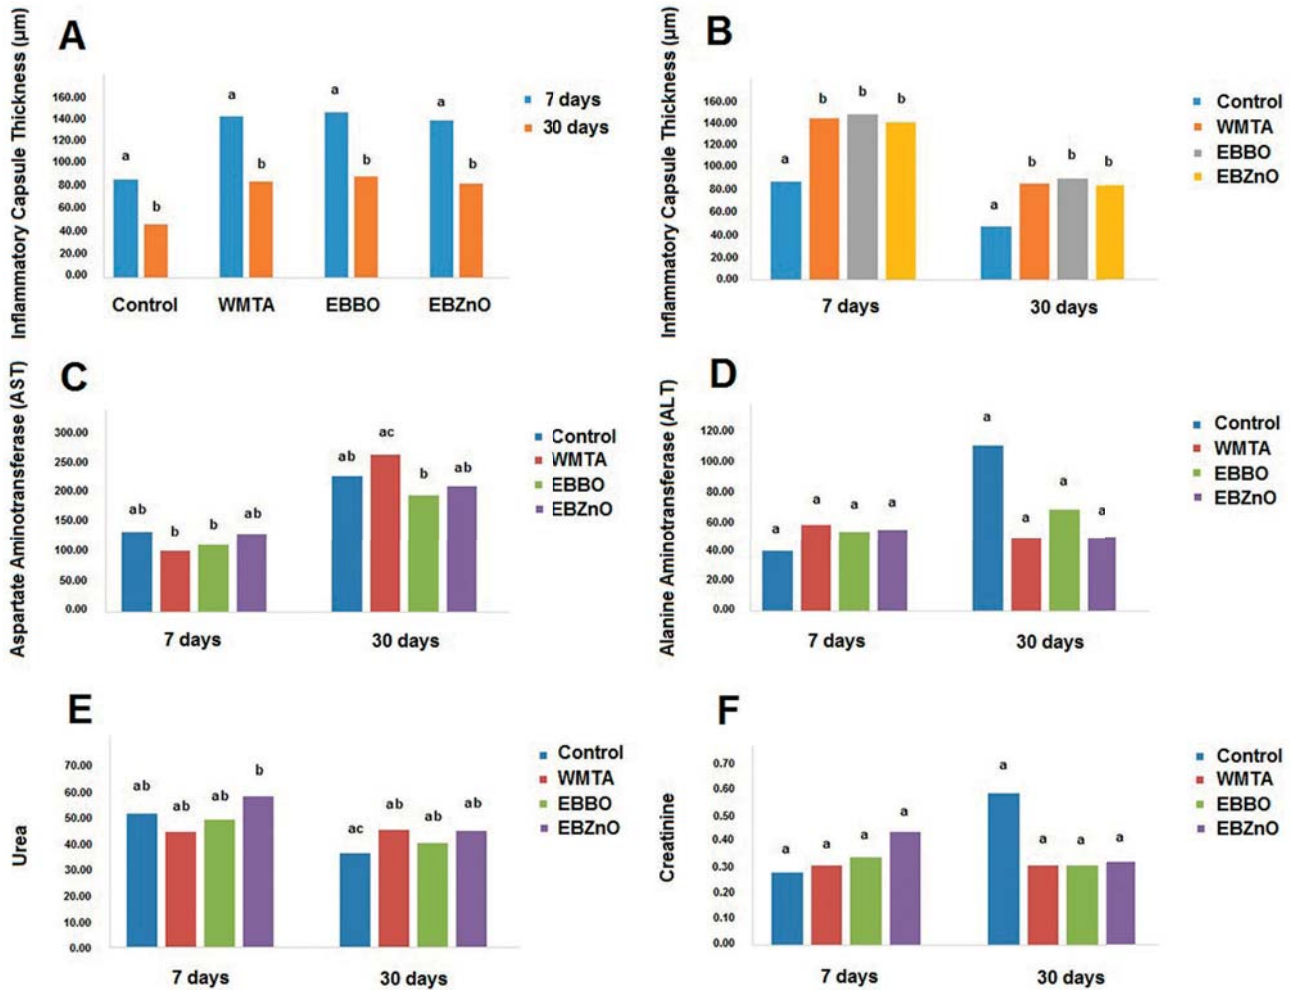 A
Inflammatory Capsule Thickness (µm)
160.00
140.00
120.00
100.00
80.00
60.00
40.00
20.00
0.00
a
b
a
b
a
b
a
b
Control
WMTA
EBBO
EBZnO
7 days
30 days
B
Inflammatory Capsule Thickness (µm)
160.00
140.00
120.00
100.00
80.00
60.00
40.00
20.00
0.00
a
b
b
b
a
b
b
b
7 days
30 days
Control
WMTA
EBBO
EBZnO
C
Aspartate Aminotransferase (AST)
300.00
250.00
200.00
150.00
100.00
50.00
0.00
ab
b
b
ab
ab
ac
b
ab
7 days
30 days
Control
WMTA
EBBO
EBZnO
D
Alanine Aminotransferase (ALT)
120.00
100.00
80.00
60.00
40.00
20.00
0.00
a
a
a
a
a
a
a
a
7 days
30 days
Control
WMTA
EBBO
EBZnO
E
Urea
70.00
60.00
50.00
40.00
30.00
20.00
10.00
0.00
ab
ab
ab
b
ac
ab
ab
ab
7 days
30 days
Control
WMTA
EBBO
EBZnO
F
Creatinine
0.70
0.60
0.50
0.40
0.30
0.20
0.10
0.00
a
a
a
a
a
a
a
a
7 days
30 days
Control
WMTA
EBBO
EBZnO